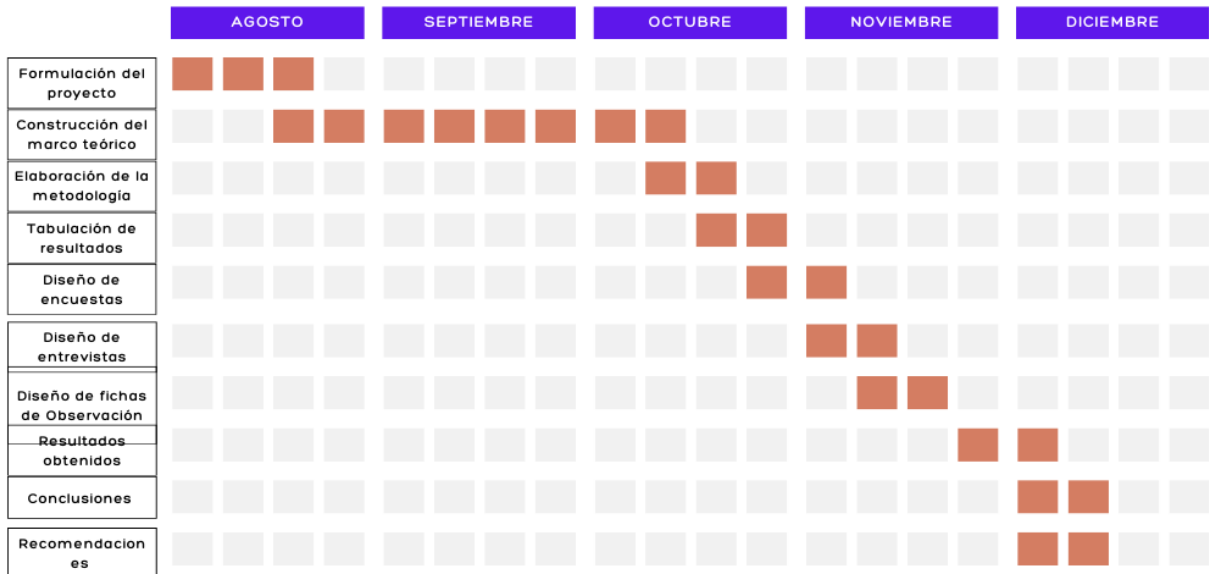 AGOSTO SEPTIEMBRE OCTUBRE NOVIEMBRE DICIEMBRE
Formulación del
proyecto
Construcción del
marco teórico
Elaboración de la
metodología
Tabulación de
resultados
Diseño de
encuestas
Diseño de
entrevistas
Diseño de fichas
de Observación
Resultados
obtenidos
Conclusiones
Recomendacion
es